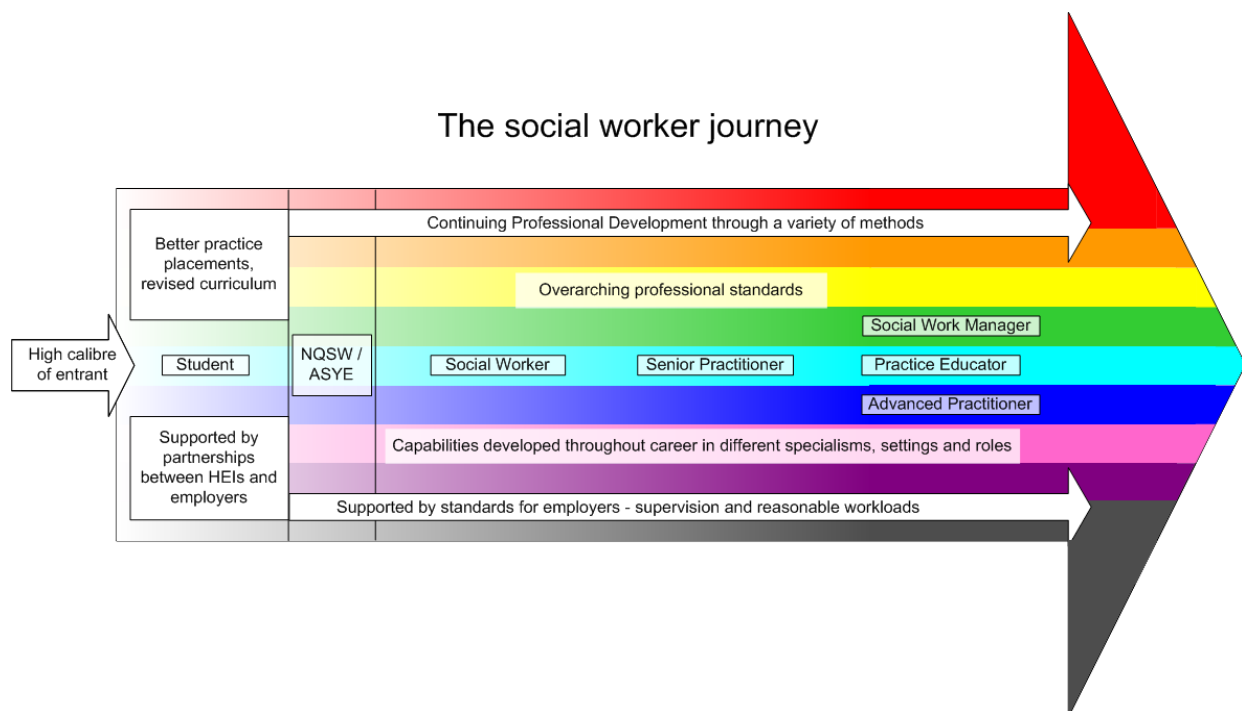 The social worker journey
Better practice
placements,
revised curriculum
Continuing Professional Development through a variety of methods
Overarching professional standards
Social Work Manager
High calibre
of entrant
Student
NQSW /
ASYE
Social Worker
Senior Practitioner
Practice Educator
Advanced Practitioner
Supported by
partnerships
between HEIs and
employers
Capabilities developed throughout career in different specialisms, settings and roles
Supported by standards for employers - supervision and reasonable workloads